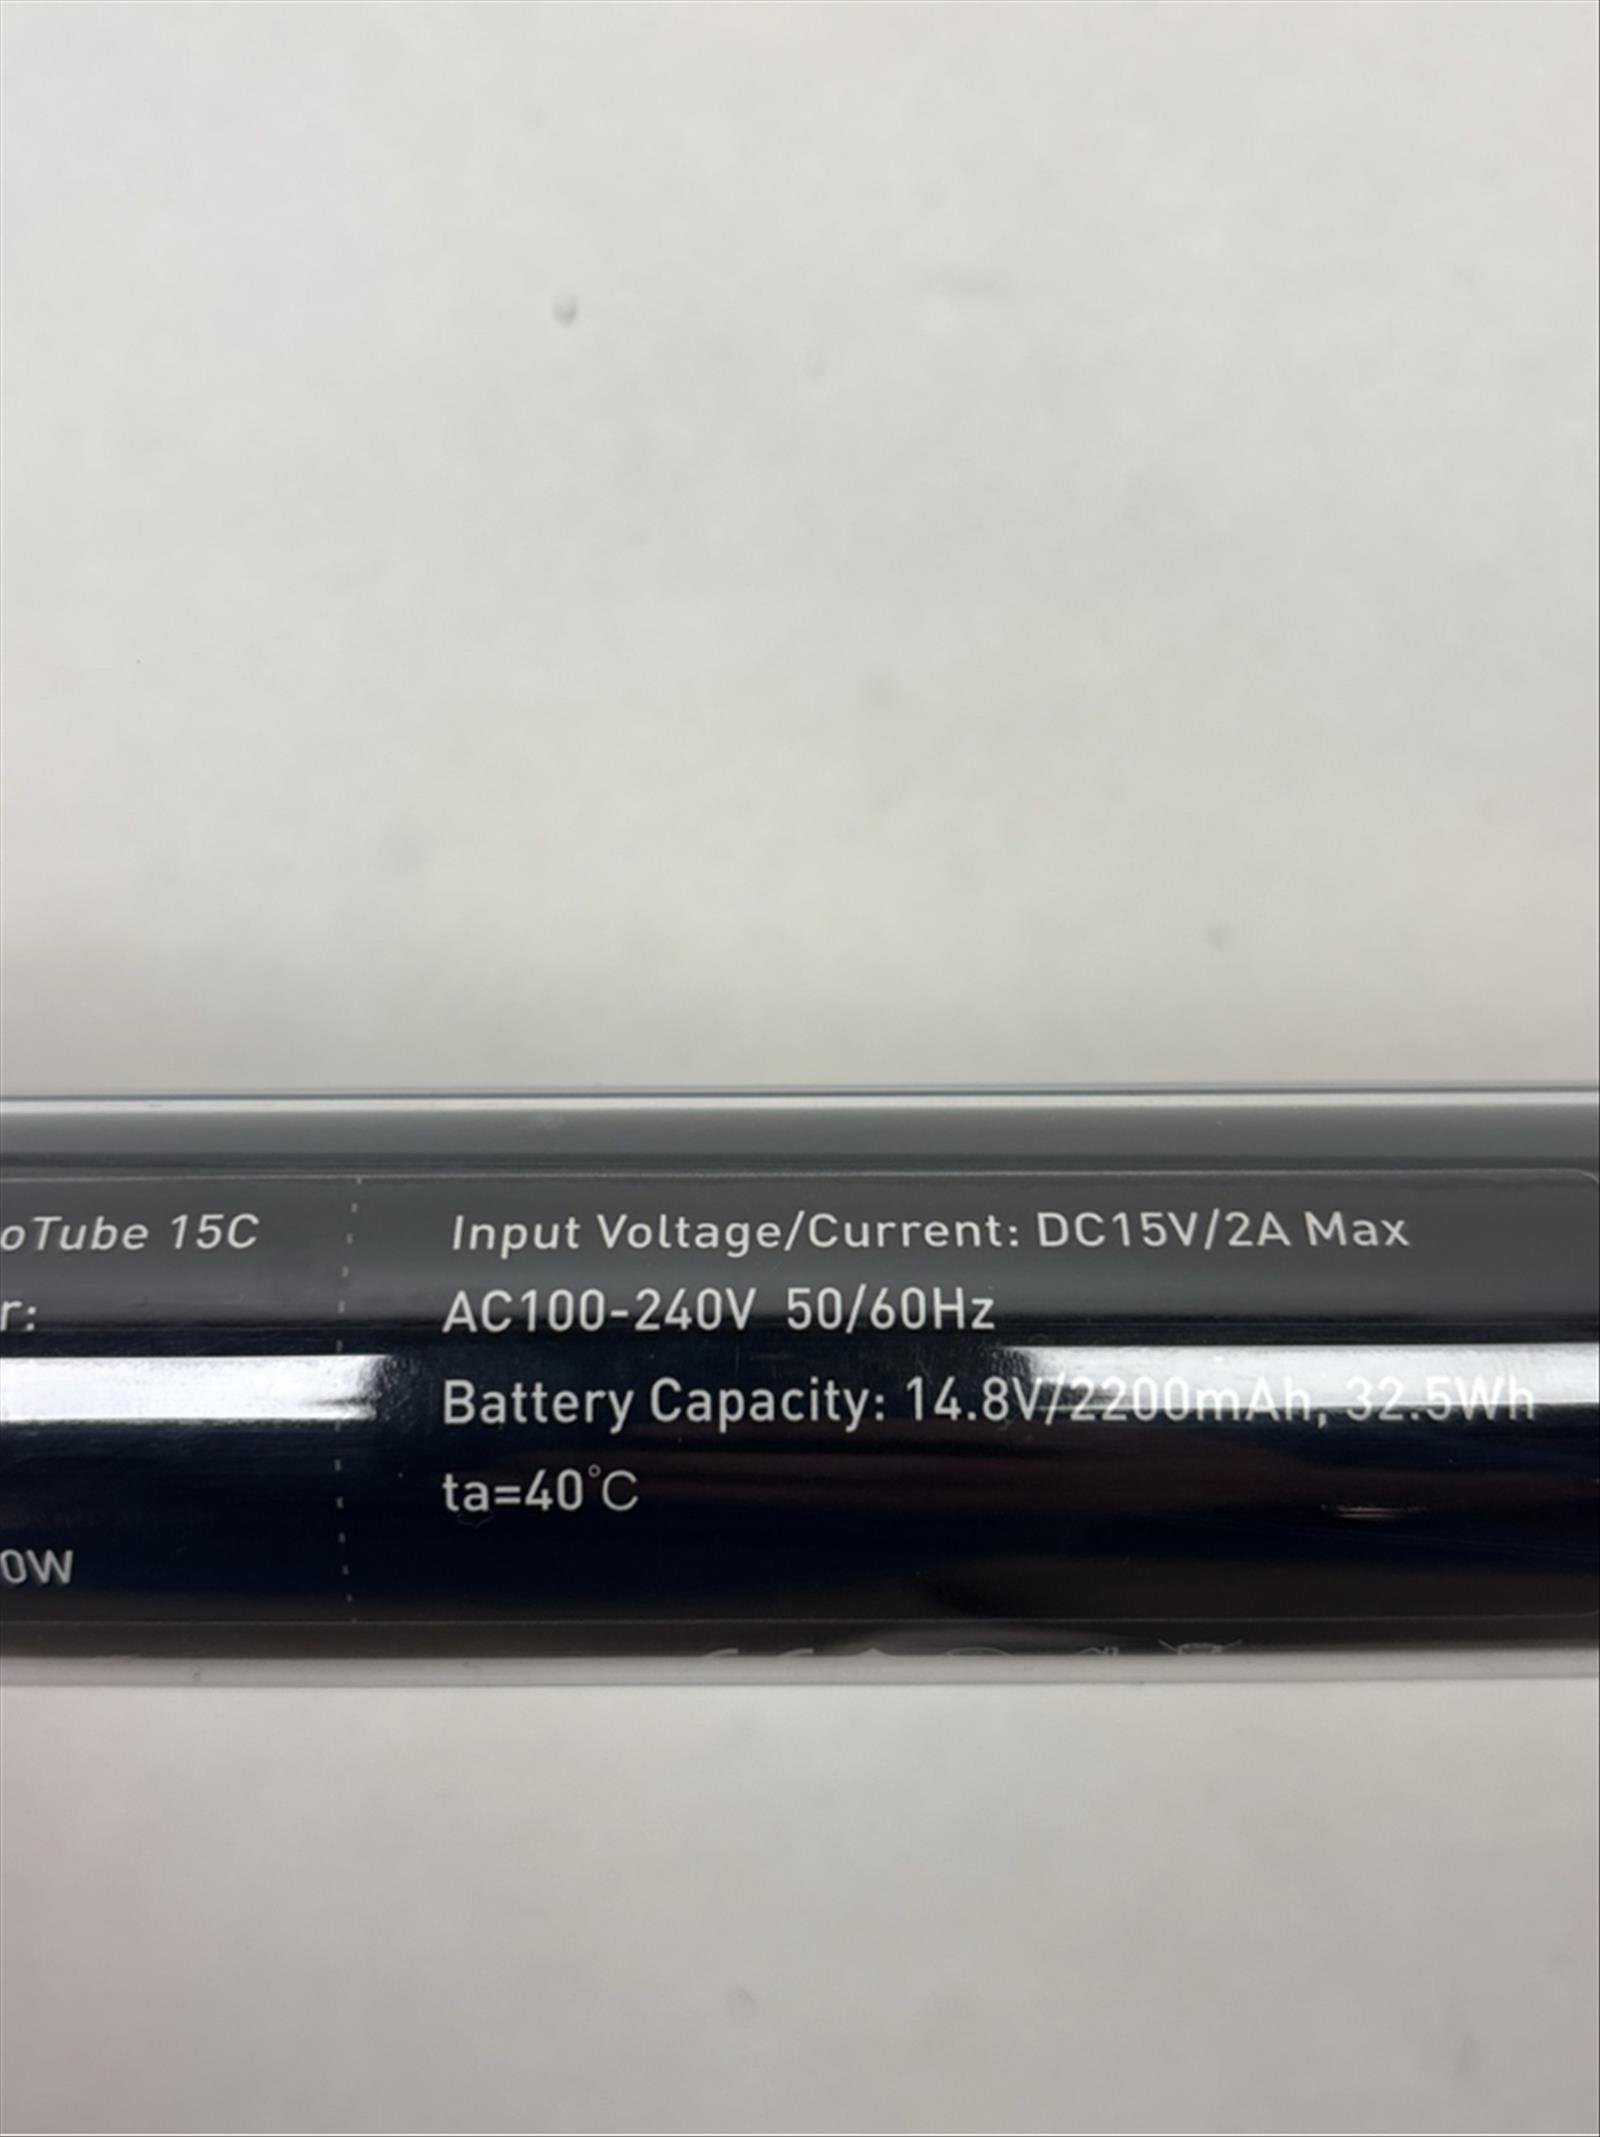 oTube 15C
r:
0W
Input Voltage/Current: DC15V/2A Max
AC100-240V 50/60Hz
Battery Capacity: 14.8V/2200mAh, 32.5Wh
ta=40°C